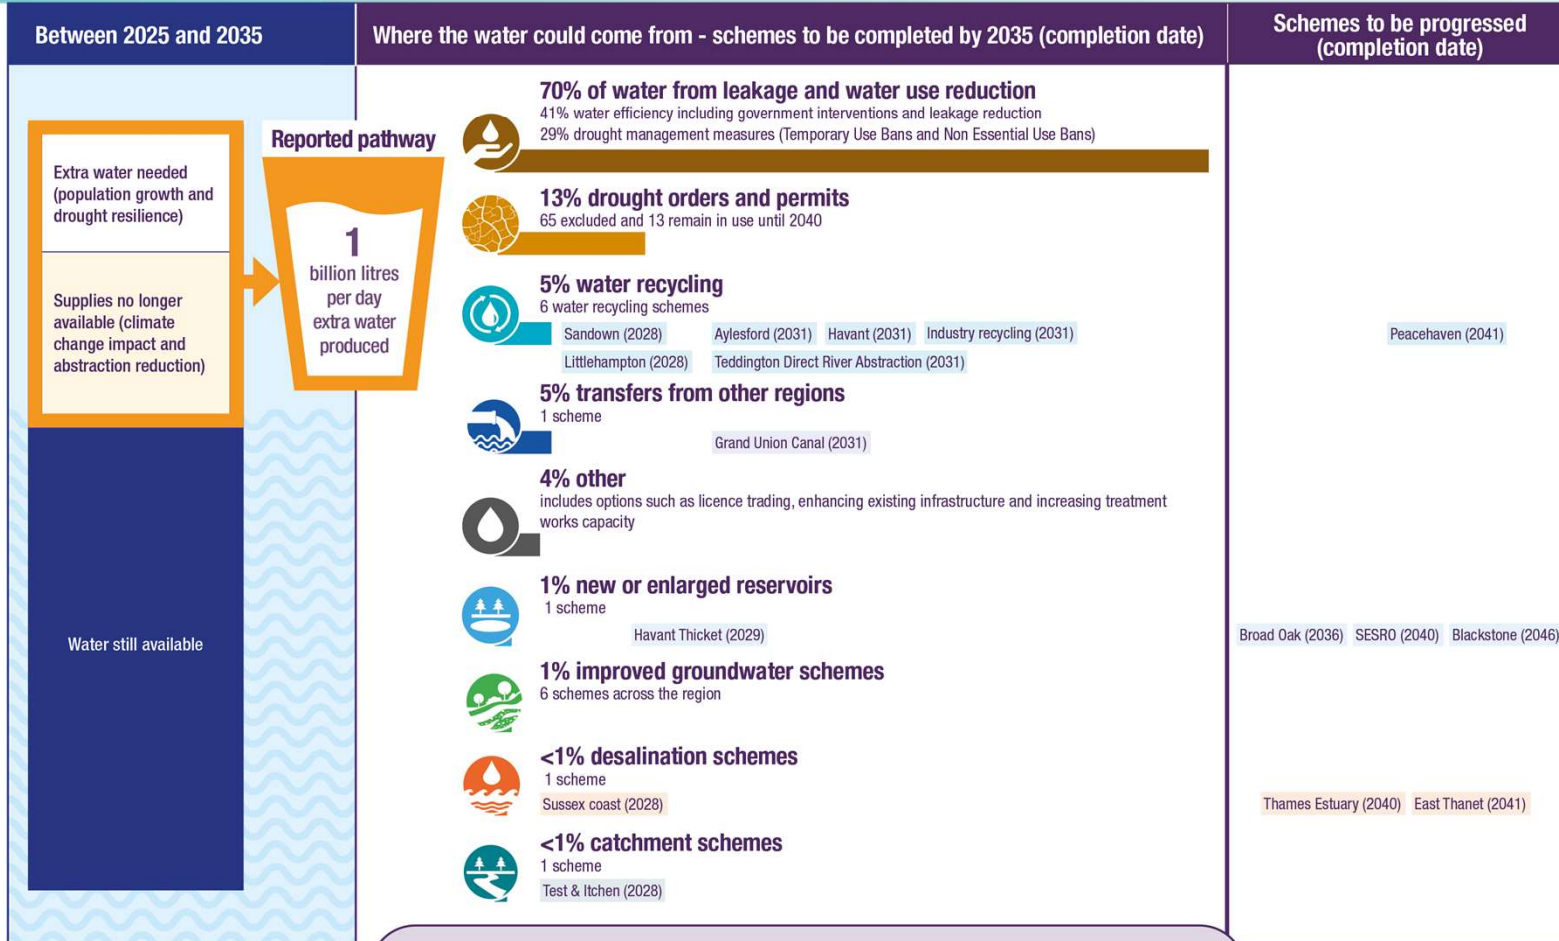 Between 2025 and 2035
Where the water could come from - schemes to be completed by 2035 (completion date)
Schemes to be progressed
(completion date)
Extra water needed
(population growth and
drought resilience)
Supplies no longer
available (climate
change impact and
abstraction reduction)
Water still available
Reported pathway
1
billion litres
per day
extra water
produced
70% of water from leakage and water use reduction
41% water efficiency including government interventions and leakage reduction
29% drought management measures (Temporary Use Bans and Non Essential Use Bans)
13% drought orders and permits
65 excluded and 13 remain in use until 2040
5% water recycling
6 water recycling schemes
Sandown (2028) Aylesford (2031) Havant (2031) Industry recycling (2031) Peacehaven (2041)
Littlehampton (2028) Teddington Direct River Abstraction (2031)
5% transfers from other regions
1 scheme
Grand Union Canal (2031)
4% other
includes options such as licence trading, enhancing existing infrastructure and increasing treatment
works capacity
1% new or enlarged reservoirs
1 scheme
Havant Thicket (2029) Broad Oak (2036) SESRO (2040) Blackstone (2046)
1% improved groundwater schemes
6 schemes across the region
<1% desalination schemes
1 scheme
Sussex coast (2028) Thames Estuary (2040) East Thanet (2041)
<1% catchment schemes
1 scheme
Test & Itchen (2028)